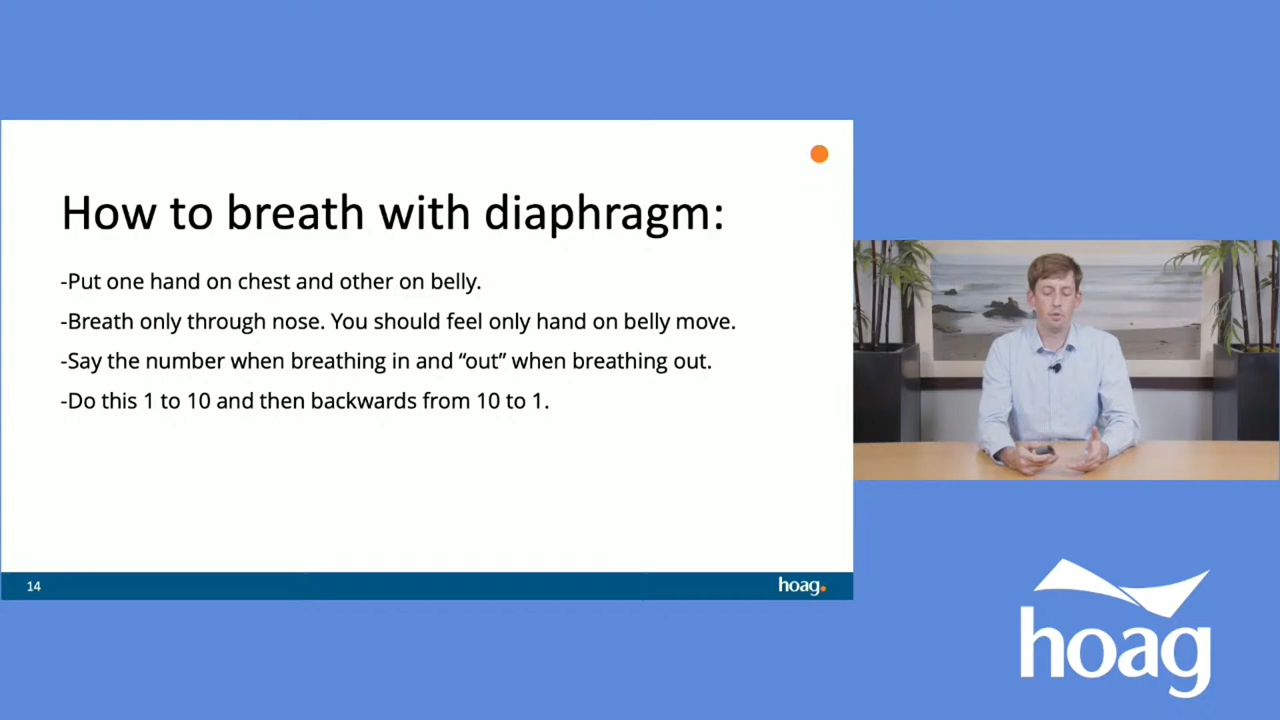 How to breath with diaphragm:
-Put one hand on chest and other on belly.
-Breath only through nose. You should feel only hand on belly move.
-Say the number when breathing in and “out” when breathing out.
-Do this 1 to 10 and then backwards from 10 to 1.
14
hoag.
hoag